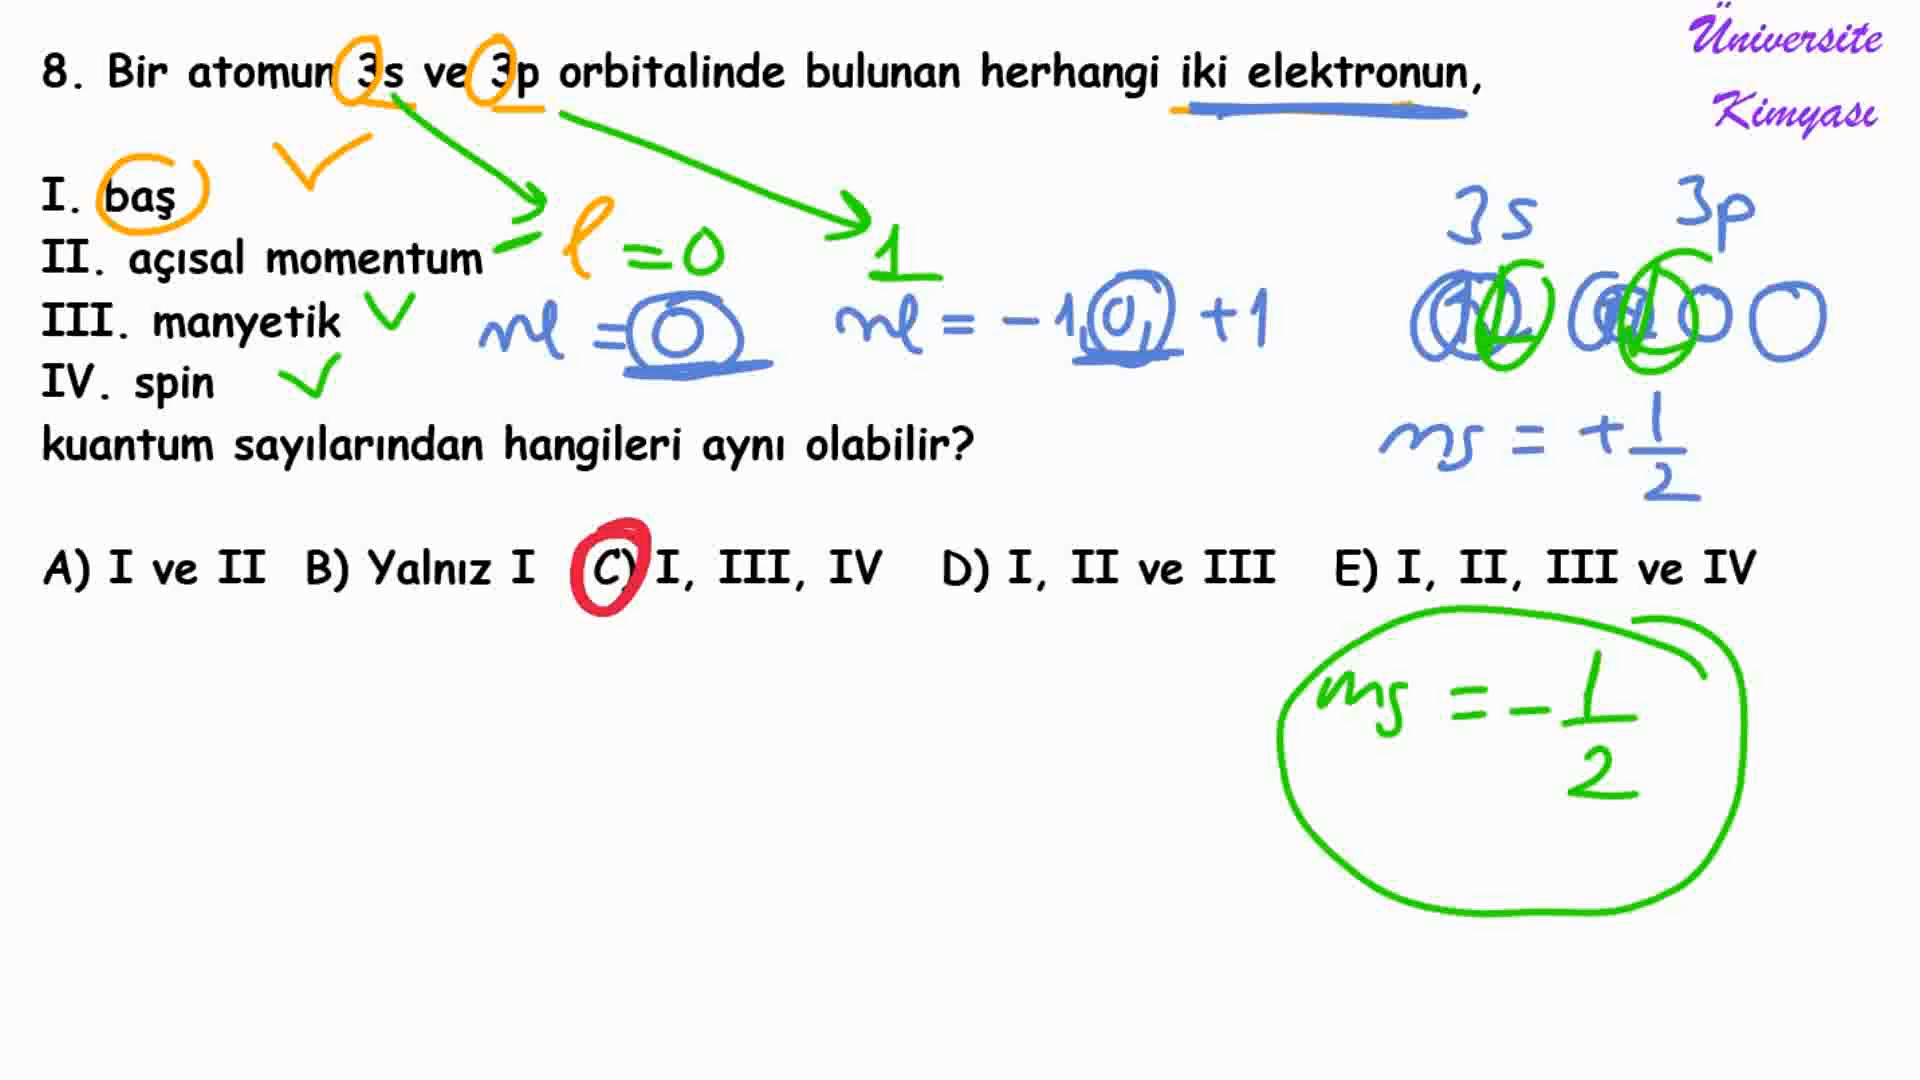 Üniversite
Kimyası
8. Bir atomun 3s ve 3p orbitalinde bulunan herhangi iki elektronun,
I. baş
II. açısal momentum
III. manyetik
IV. spin
kuantum sayılarından hangileri aynı olabilir?
A) I ve II B) Yalnız I C) I, III, IV D) I, II ve III E) I, II, III ve IV
l = 0 1
ml = 0 ml = -1, 0, +1
3s 3p
ms = + 1/2
ms = - 1/2